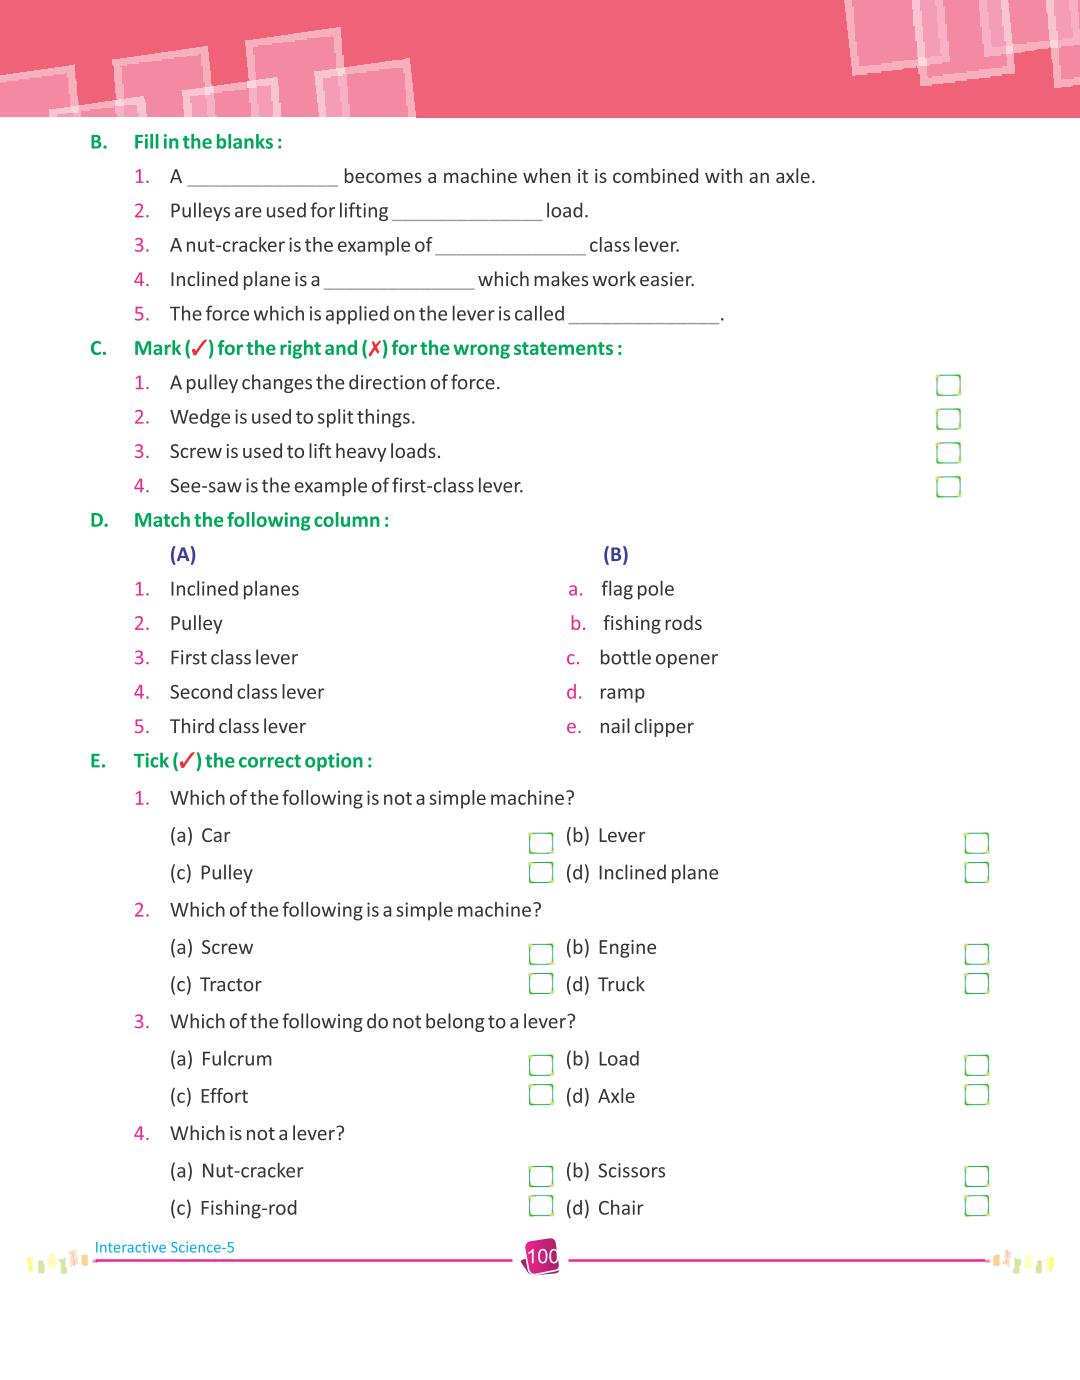 B. Fill in the blanks :
1. A ______________ becomes a machine when it is combined with an axle.
2. Pulleys are used for lifting ______________ load.
3. A nut-cracker is the example of ______________ class lever.
4. Inclined plane is a ______________ which makes work easier.
5. The force which is applied on the lever is called ______________.
C. Mark (✓) for the right and (✗) for the wrong statements :
1. A pulley changes the direction of force.
2. Wedge is used to split things.
3. Screw is used to lift heavy loads.
4. See-saw is the example of first-class lever.
D. Match the following column :
(A) (B)
1. Inclined planes a. flag pole
2. Pulley b. fishing rods
3. First class lever c. bottle opener
4. Second class lever d. ramp
5. Third class lever e. nail clipper
E. Tick (✓) the correct option :
1. Which of the following is not a simple machine?
(a) Car (b) Lever
(c) Pulley (d) Inclined plane
2. Which of the following is a simple machine?
(a) Screw (b) Engine
(c) Tractor (d) Truck
3. Which of the following do not belong to a lever?
(a) Fulcrum (b) Load
(c) Effort (d) Axle
4. Which is not a lever?
(a) Nut-cracker (b) Scissors
(c) Fishing-rod (d) Chair
Interactive Science-5
100